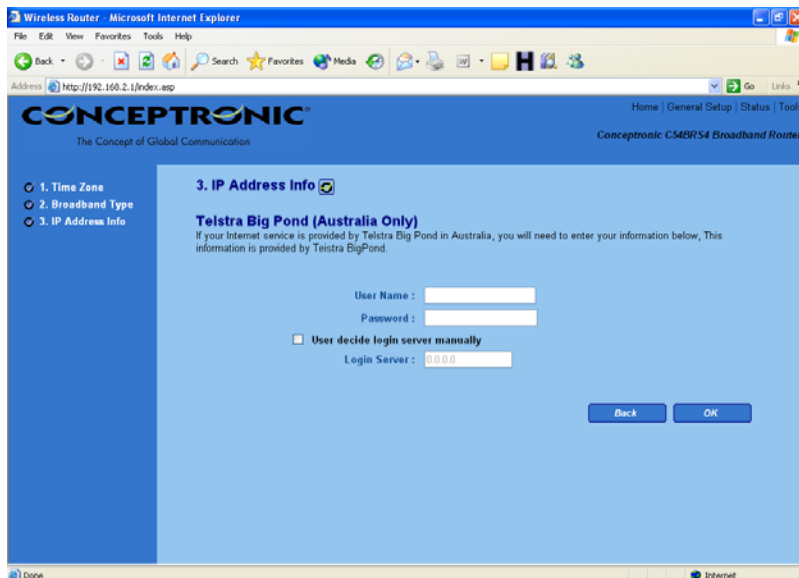 Wireless Router - Microsoft Internet Explorer
File Edit View Favorites Tools Help
Back Search Favorites Media
Address http://192.168.2.1/index.asp Go Links
CONCEPTRONIC
The Concept of Global Communication
Home | General Setup | Status | Tool
Conceptronic C54BRS4 Broadband Router
1. Time Zone
2. Broadband Type
3. IP Address Info
3. IP Address Info
Telstra Big Pond (Australia Only)
If your Internet service is provided by Telstra Big Pond in Australia, you will need to enter your information below, This
information is provided by Teistra BigPond.
User Name :
Password :
User decide login server manually
Login Server : 0.0.0.0
Back OK
Done Internet